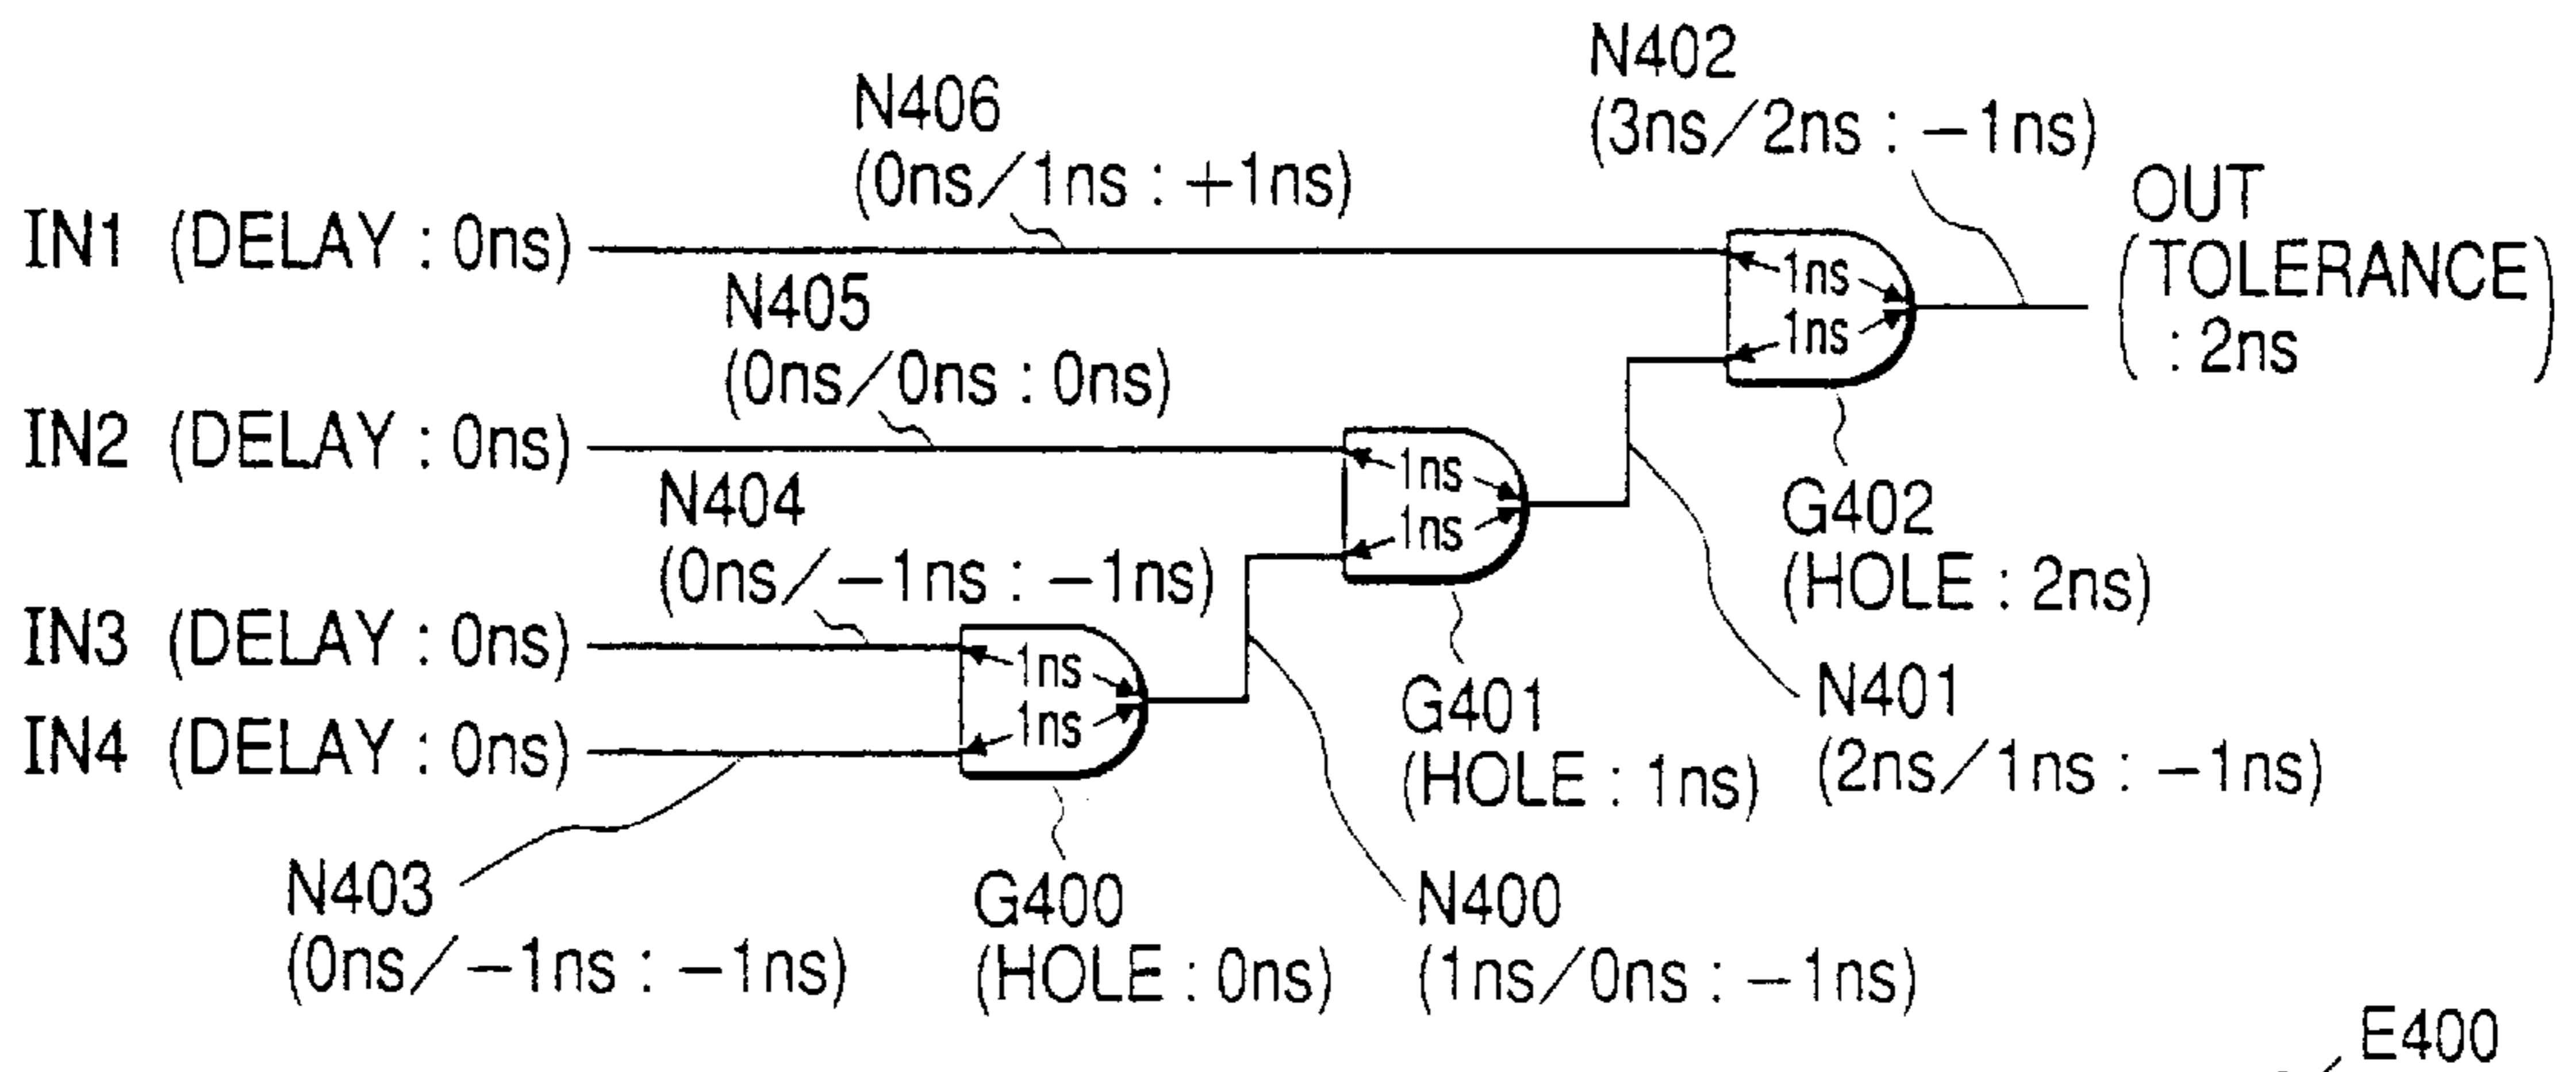 N402
(3ns/2ns : −1ns)
N406
(0ns/1ns : +1ns)
OUT
(TOLERANCE
: 2ns)
IN1 (DELAY : 0ns)
1ns
1ns
N405
(0ns/0ns : 0ns)
IN2 (DELAY : 0ns)
1ns
1ns
G402
(HOLE : 2ns)
N404
(0ns/−1ns : −1ns)
IN3 (DELAY : 0ns)
1ns
1ns
IN4 (DELAY : 0ns)
G401
(HOLE : 1ns)
N401
(2ns/1ns : −1ns)
N403
(0ns/−1ns : −1ns)
G400
(HOLE : 0ns)
N400
(1ns/0ns : −1ns)
E400